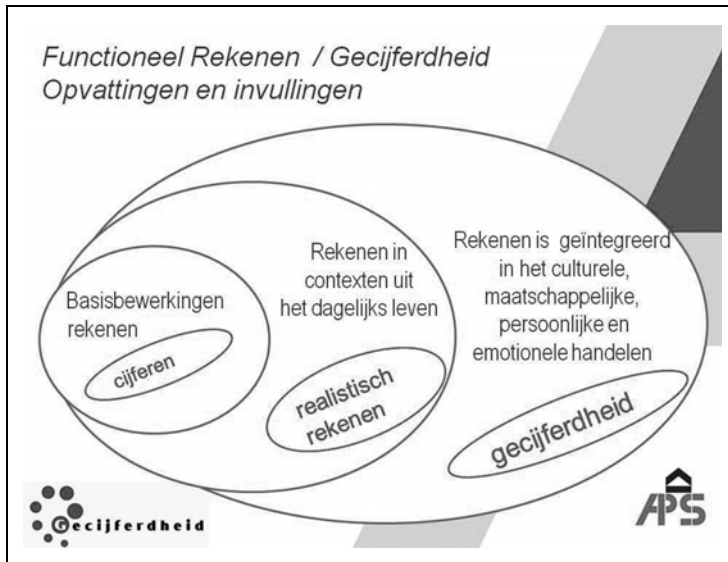 Functioneel Rekenen / Gecijferdheid
Opvattingen en invullingen
Basisbewerkingen
rekenen
cijferen
Rekenen in
contexten uit
het dagelijks leven
realistisch
rekenen
Rekenen is geïntegreerd
in het culturele,
maatschappelijke,
persoonlijke en
emotionele handelen
gecijferdheid
Gecijferdheid
APS